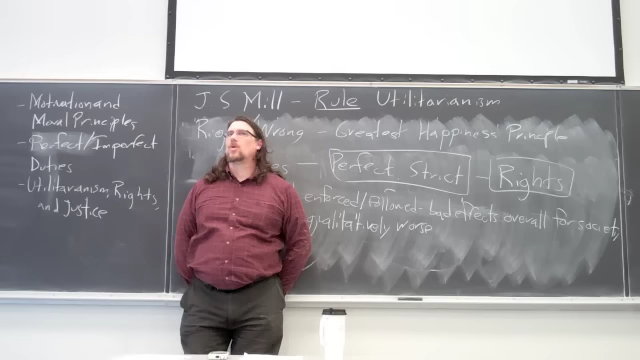 - Motivation and
Moral Principles
- Perfect/Imperfect
Duties
- Utilitarianism, Rights,
and Justice
J S Mill - Rule Utilitarianism
Wrong - Greatest Happiness Principle
Perfect Strict - Rights
enforced/followed - bad effects overall for society,
qualitatively worse